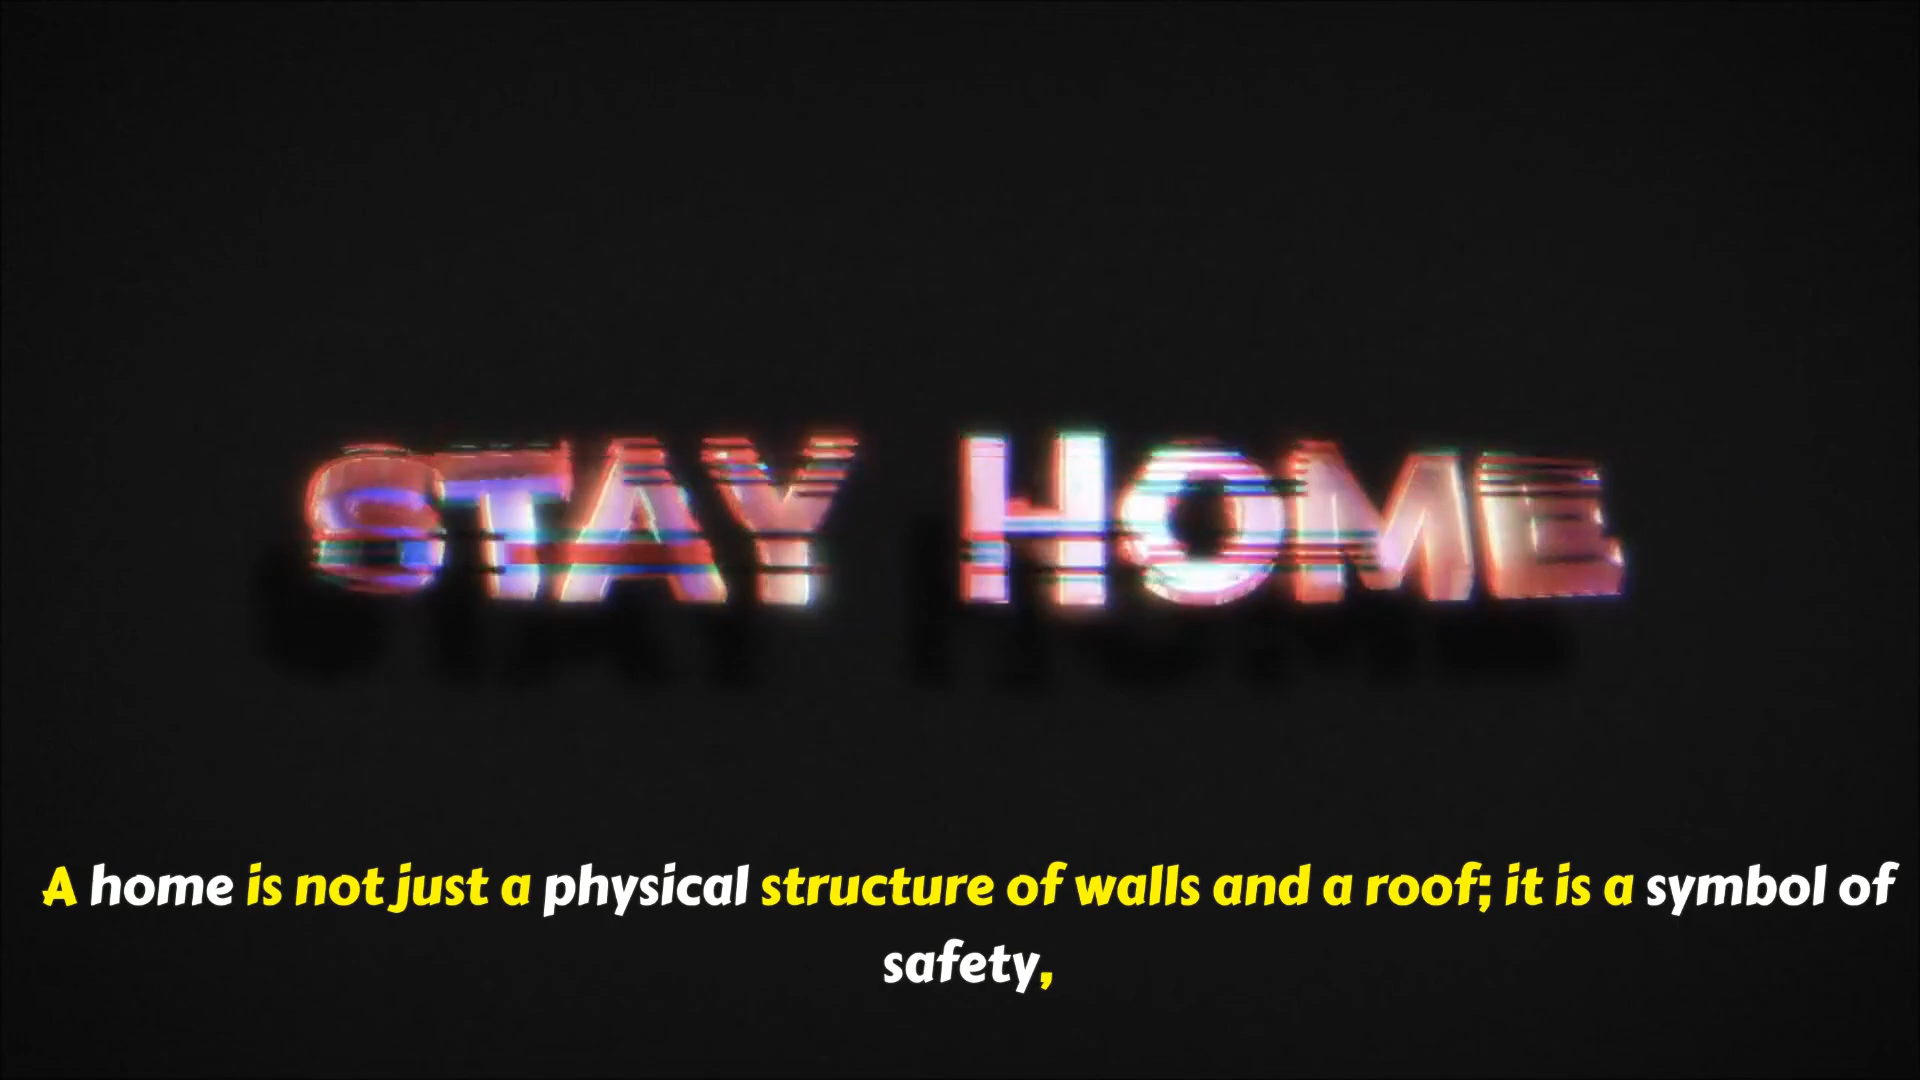 STAY HOME
A home is not just a physical structure of walls and a roof; it is a symbol of
safety,